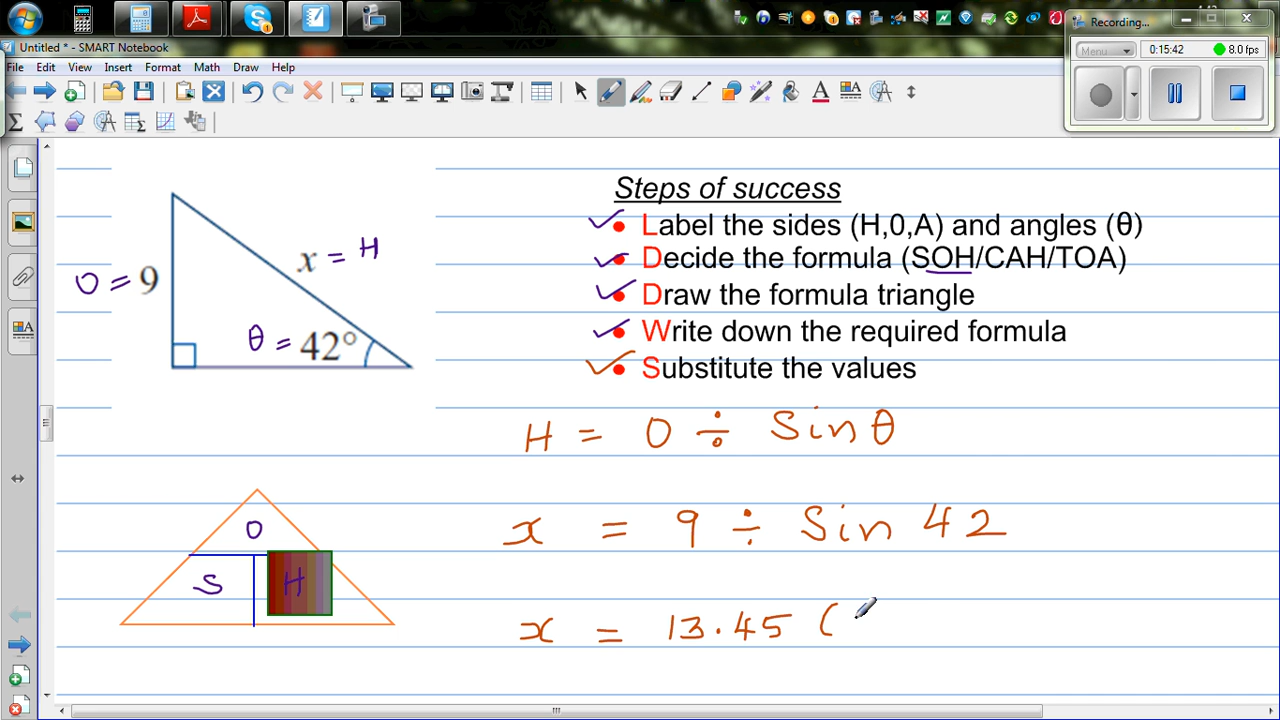 Untitled * - SMART Notebook
Recording...
File Edit View Insert Format Math Draw Help
Menu 0:15:42 8.0 fps
Steps of success
Label the sides (H,0,A) and angles (θ)
Decide the formula (SOH/CAH/TOA)
Draw the formula triangle
Write down the required formula
Substitute the values
x = H
O = 9
θ = 42°
H = O ÷ Sin θ
x = 9 ÷ Sin 42
O
S H
x = 13.45 (